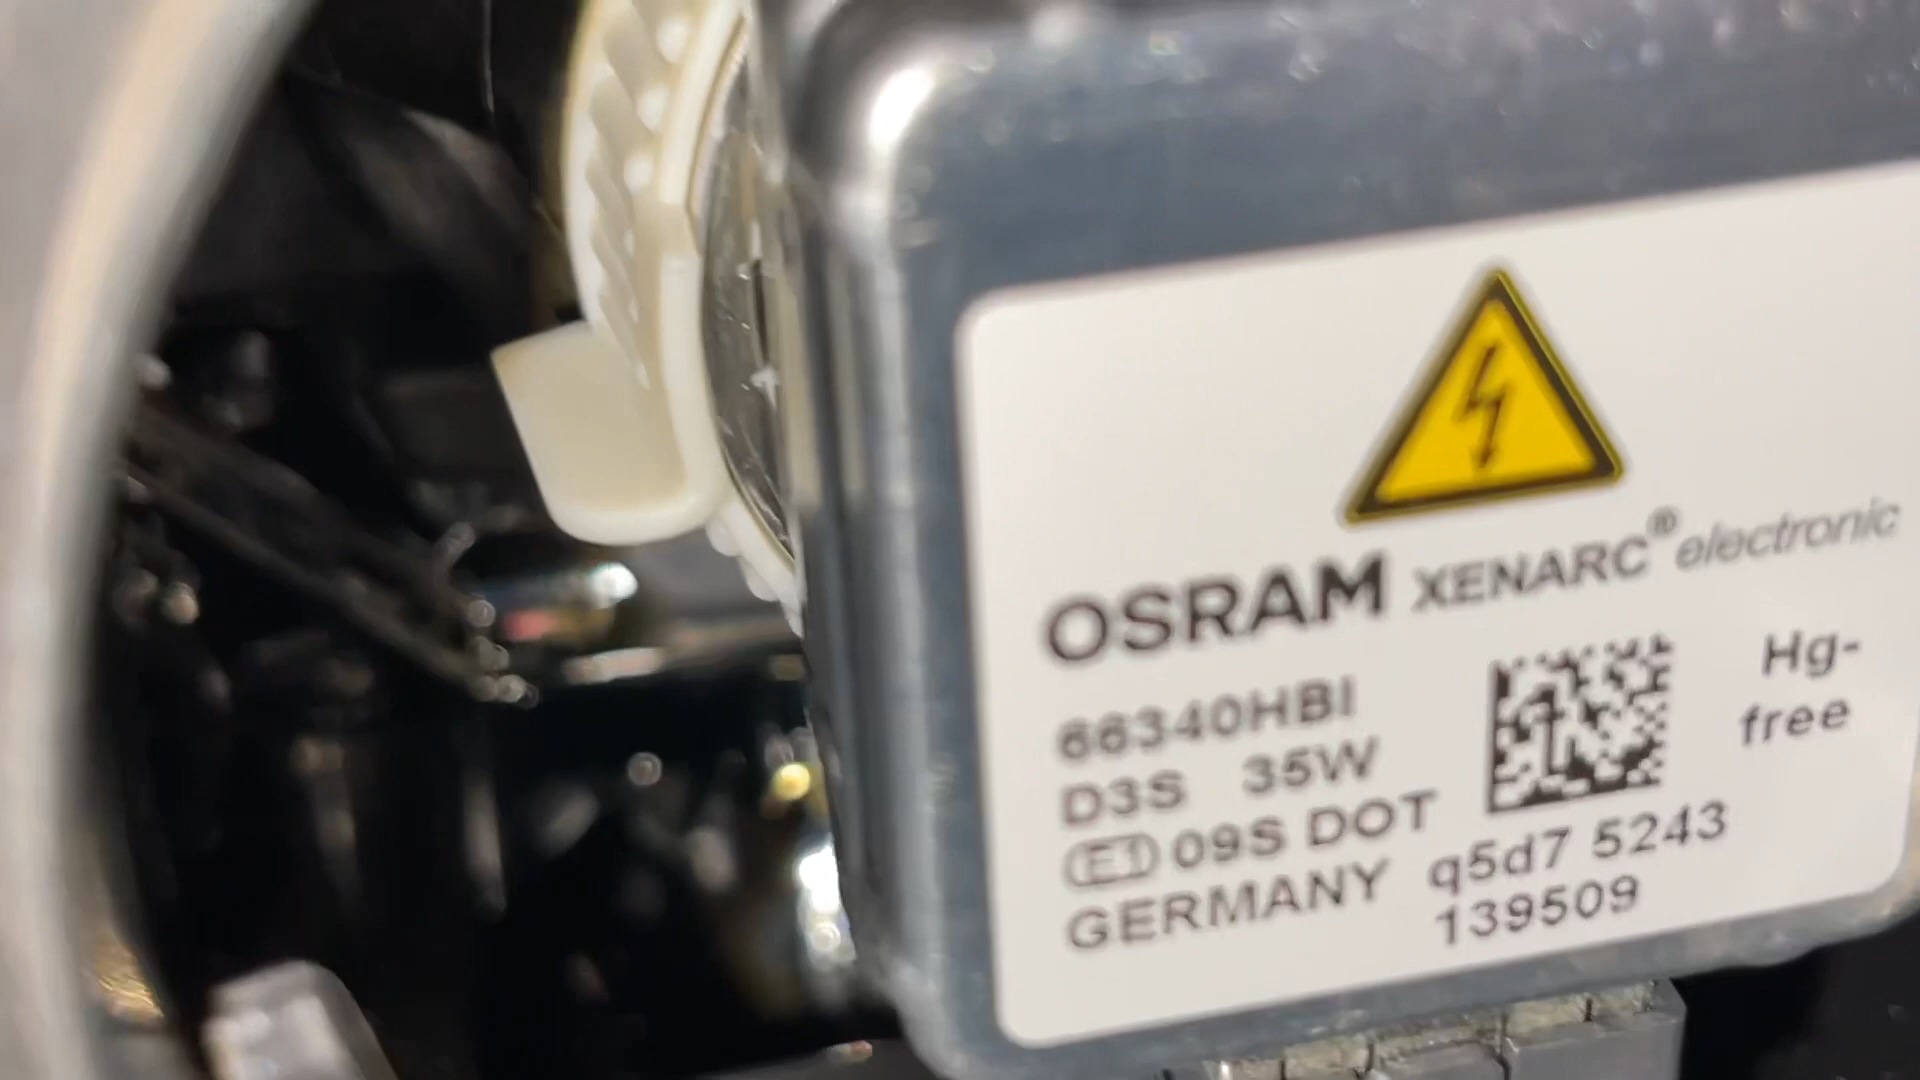 OSRAM XENARC® electronic
66340HBI
D3S 35W
Hg-
free
E1 09S DOT
GERMANY
q5d7 5243
139509